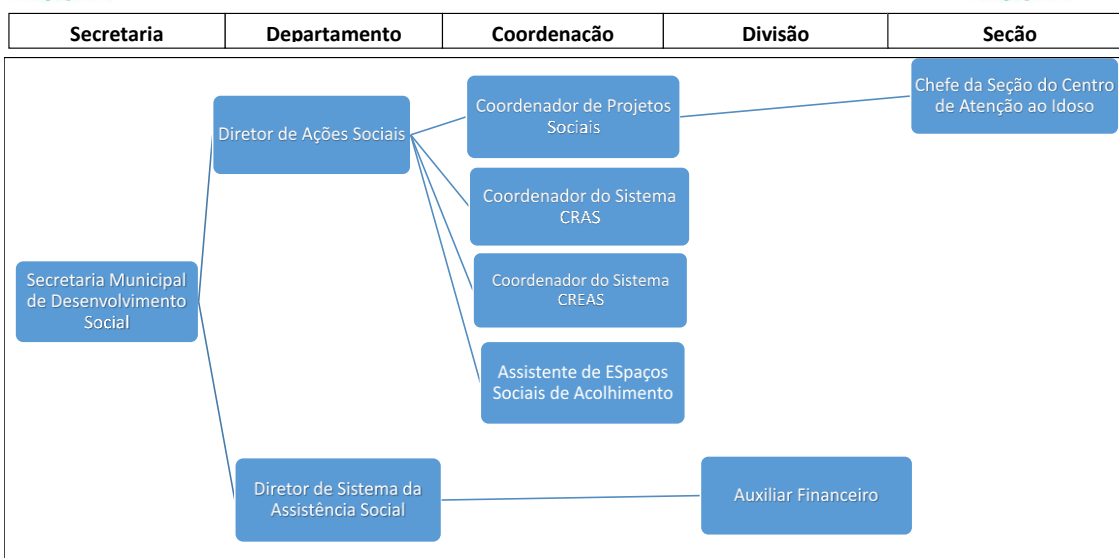 Secretaria
Departamento
Coordenação
Divisão
Seção
Chefe da Seção do Centro
de Atenção ao Idoso
Coordenador de Projetos
Sociais
Diretor de Ações Sociais
Coordenador do Sistema
CRAS
Secretaria Municipal
de Desenvolvimento
Social
Coordenador do Sistema
CREAS
Assistente de ESpaços
Sociais de Acolhimento
Diretor de Sistema da
Assistência Social
Auxiliar Financeiro